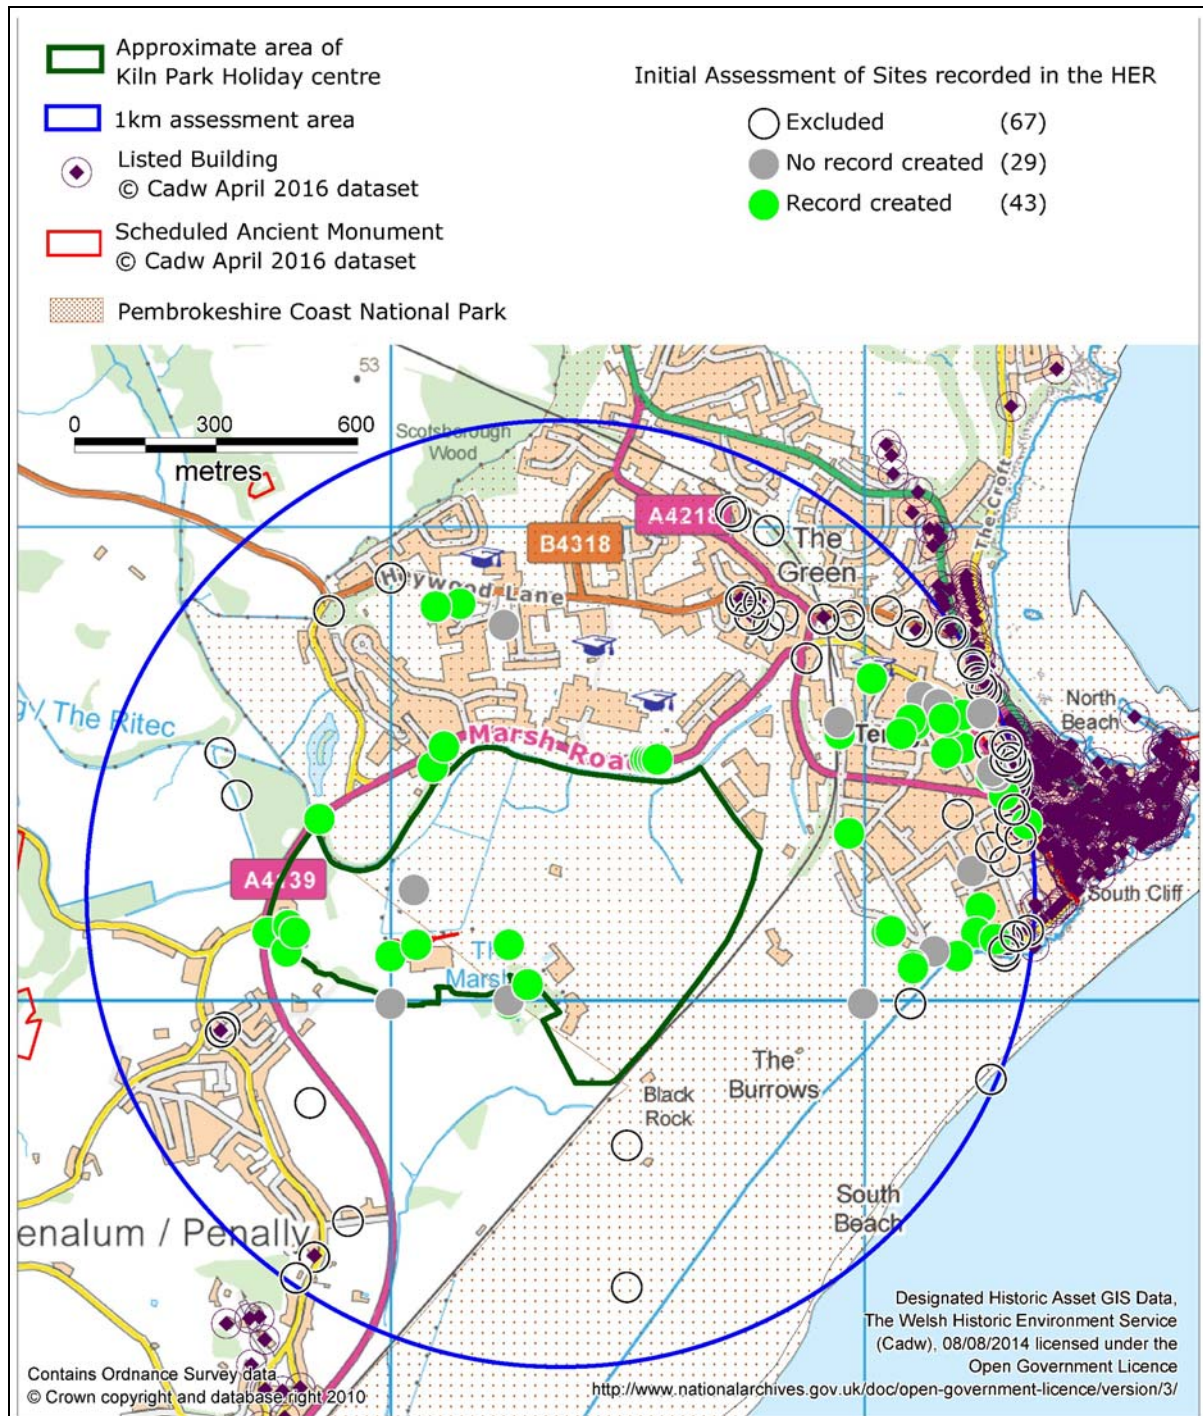 Approximate area of
Kiln Park Holiday centre
1km assessment area
Listed Building
© Cadw April 2016 dataset
Scheduled Ancient Monument
© Cadw April 2016 dataset
Pembrokeshire Coast National Park
Initial Assessment of Sites recorded in the HER
Excluded (67)
No record created (29)
Record created (43)
53
0 300 600
metres
Scotsborough
Wood
A4218
B4318
The
Green
The Croft
Heywood Lane
North
Beach
y / The Ritec
Marsh Road
A4139
South Cliff
The
Marsh
The
Burrows
Black
Rock
South
Beach
enalum / Penally
Designated Historic Asset GIS Data,
The Welsh Historic Environment Service
(Cadw), 08/08/2014 licensed under the
Open Government Licence
http://www.nationalarchives.gov.uk/doc/open-government-licence/version/3/
Contains Ordnance Survey data
© Crown copyright and database right 2010